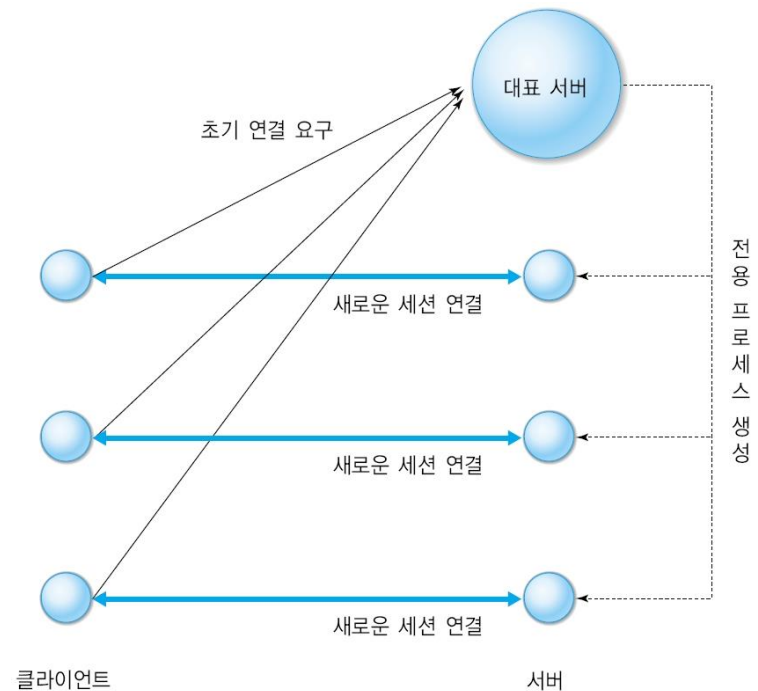 대표 서버
초기 연결 요구
새로운 세션 연결
전용 프로세스 생성
새로운 세션 연결
새로운 세션 연결
클라이언트
서버